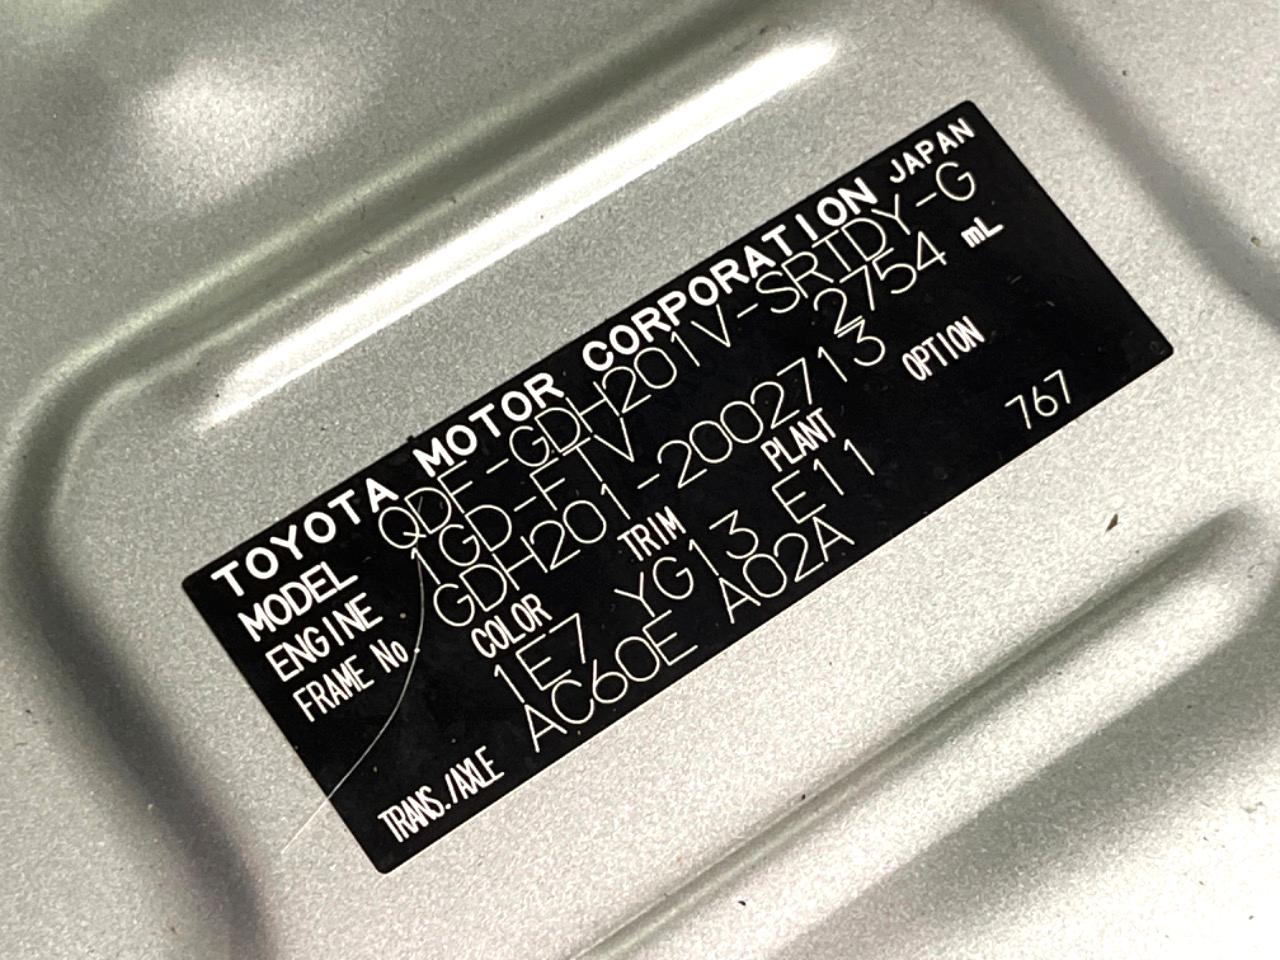 TOYOTA MOTOR CORPORATION JAPAN
MODEL QDF-GDH201V-SRTDY-G
ENGINE 1GD-FTV 2754 mL
FRAME No. GDH201-2002713
COLOR TRIM PLANT OPTION
1E7 YG13 E11 767
TRANS./AXLE AC60E A02A